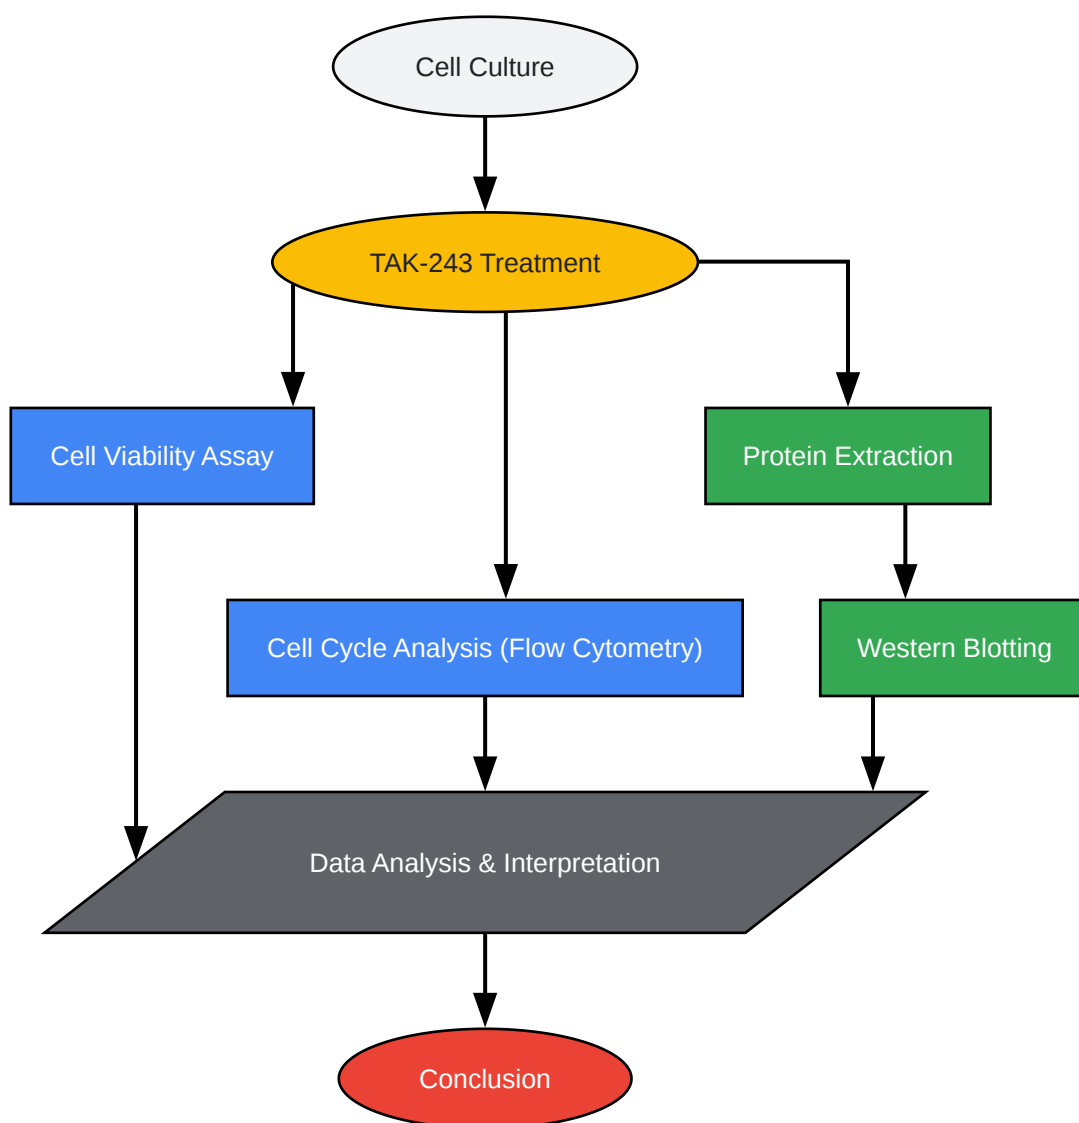 Cell Culture
TAK-243 Treatment
Cell Viability Assay
Protein Extraction
Cell Cycle Analysis (Flow Cytometry)
Western Blotting
Data Analysis & Interpretation
Conclusion